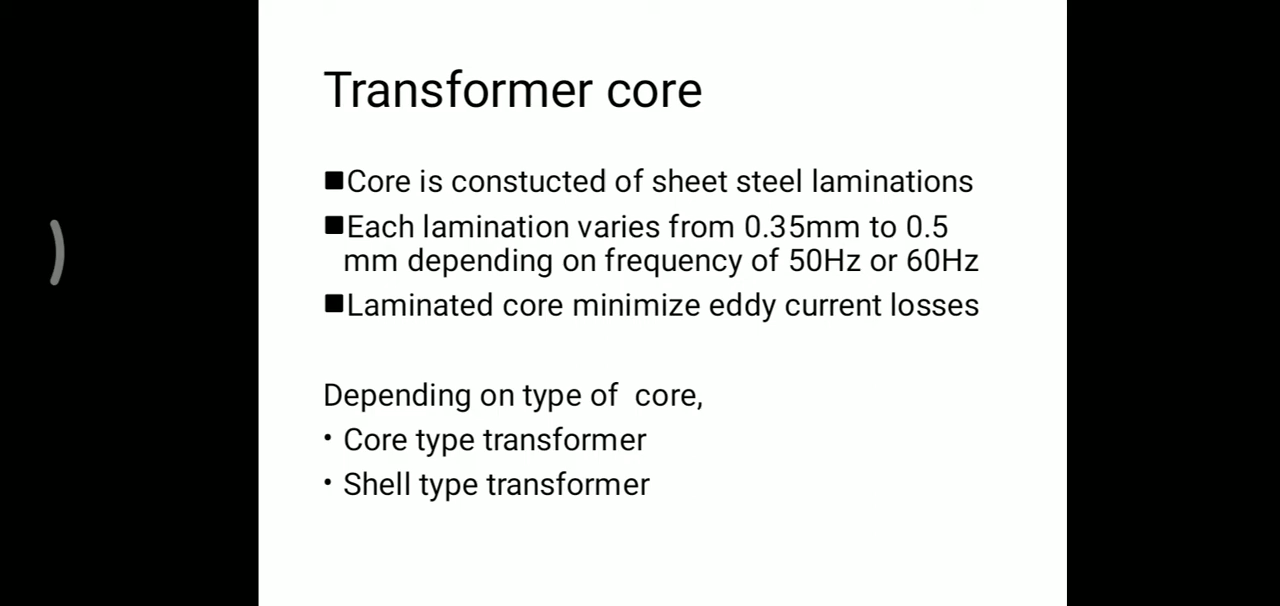 Transformer core
■Core is constucted of sheet steel laminations
■Each lamination varies from 0.35mm to 0.5
mm depending on frequency of 50Hz or 60Hz
■Laminated core minimize eddy current losses
Depending on type of  core,
• Core type transformer
• Shell type transformer